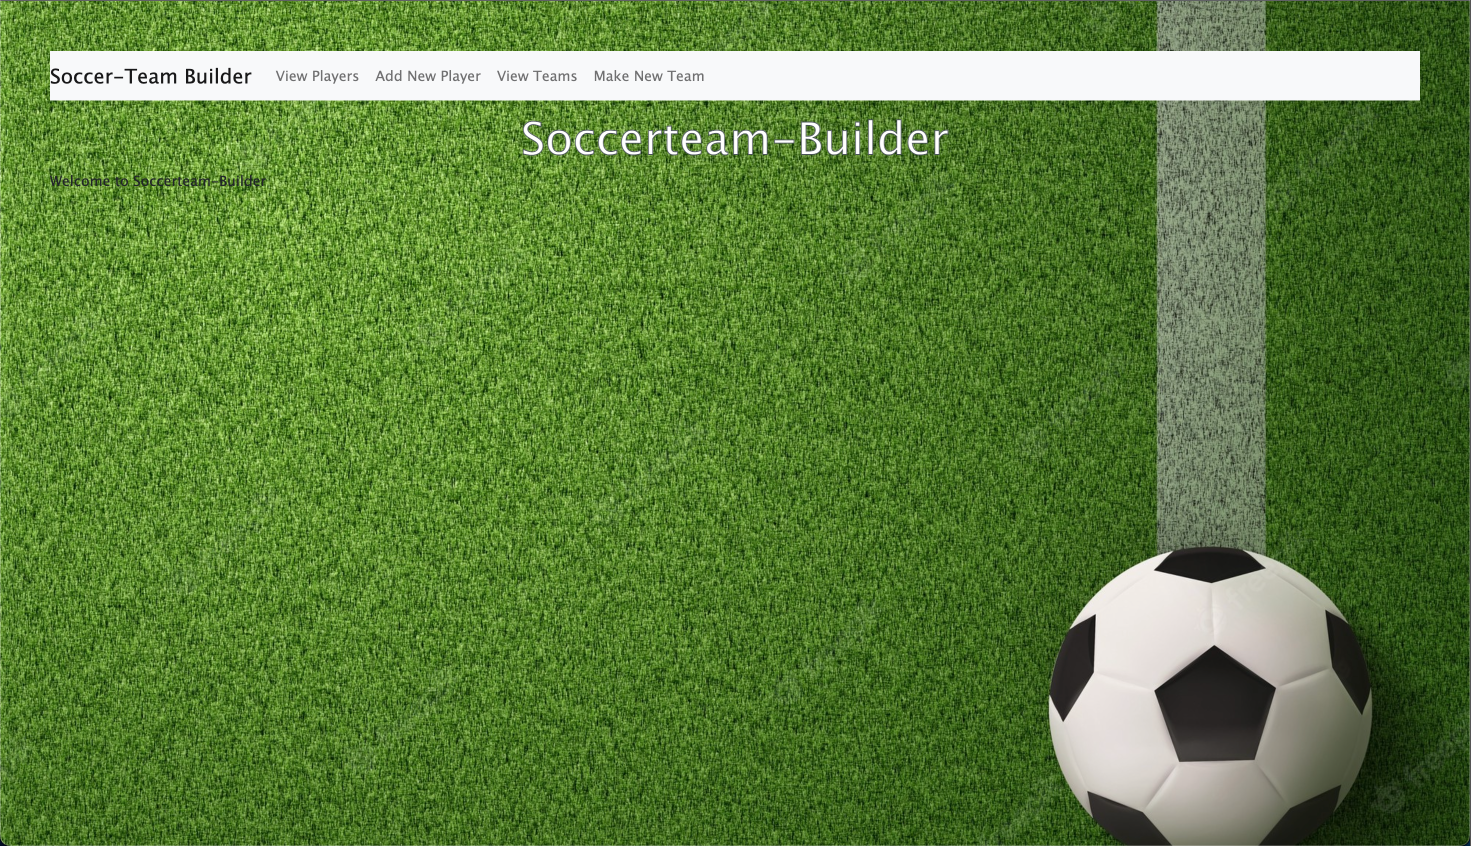 Soccer-Team Builder View Players Add New Player View Teams Make New Team
Soccerteam-Builder
Welcome to Soccerteam-Builder